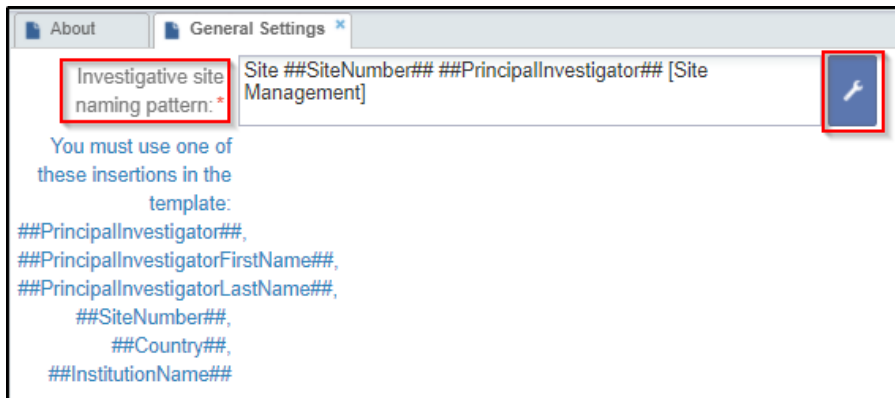 About
General Settings ×
Investigative site
naming pattern: *
Site ##SiteNumber## ##PrincipalInvestigator## [Site
Management]
You must use one of
these insertions in the
template:
##PrincipalInvestigator##,
##PrincipalInvestigatorFirstName##,
##PrincipalInvestigatorLastName##,
##SiteNumber##,
##Country##,
##InstitutionName##